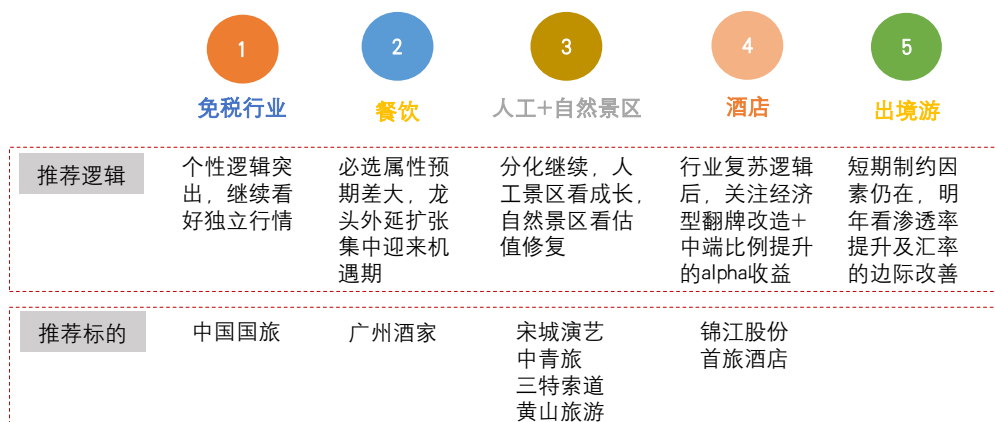 1
2
3
4
5
免税行业
餐饮
人工+自然景区
酒店
出境游
推荐逻辑
个性逻辑突
出，继续看
好独立行情
必选属性预
期差大，龙
头外延扩张
集中迎来机
遇期
分化继续，人
工景区看成长，
自然景区看估
值修复
行业复苏逻辑
后，关注经济
型翻牌改造+
中端比例提升
的alpha收益
短期制约因
素仍在，明
年看渗透率
提升及汇率
的边际改善
推荐标的
中国国旅
广州酒家
宋城演艺
中青旅
三特索道
黄山旅游
锦江股份
首旅酒店